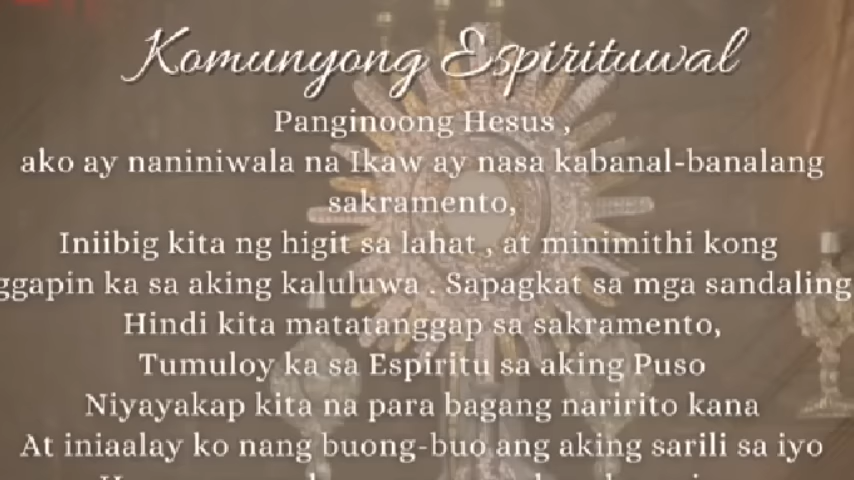 Komunyong Espirituwal
Panginoong Hesus ,
ako ay naniniwala na Ikaw ay nasa kabanal-banalang
sakramento,
Iniibig kita ng higit sa lahat , at minimithi kong
ggapin ka sa aking kaluluwa . Sapagkat sa mga sandaling
Hindi kita matatanggap sa sakramento,
Tumuloy ka sa Espiritu sa aking Puso
Niyayakap kita na para bagang naririto kana
At iniaalay ko nang buong-buo ang aking sarili sa iyo